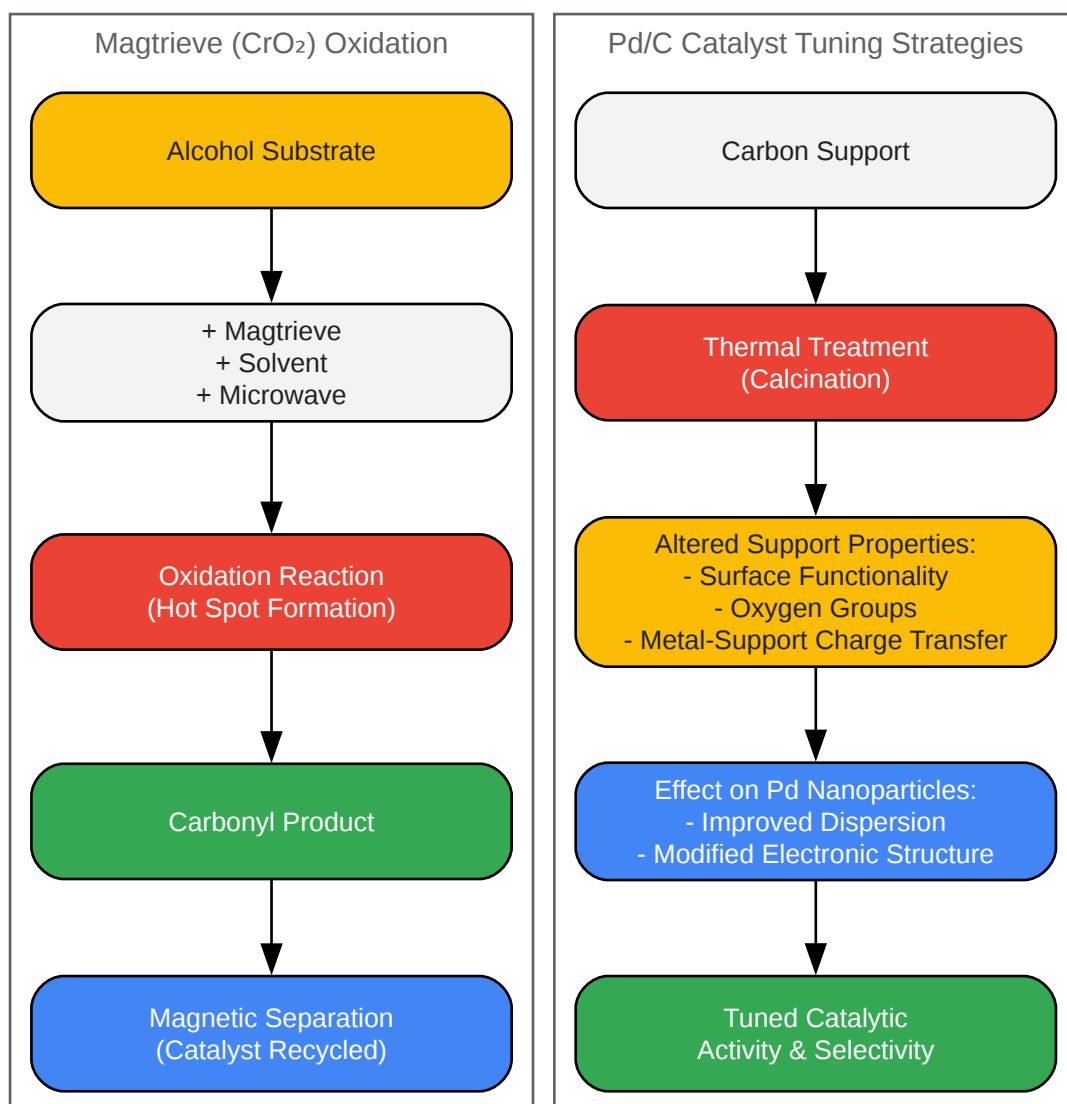 Magtrieve (CrO₂) Oxidation
Alcohol Substrate
+ Magtrieve
+ Solvent
+ Microwave
Oxidation Reaction
(Hot Spot Formation)
Carbonyl Product
Magnetic Separation
(Catalyst Recycled)
Pd/C Catalyst Tuning Strategies
Carbon Support
Thermal Treatment
(Calcination)
Altered Support Properties:
- Surface Functionality
- Oxygen Groups
- Metal-Support Charge Transfer
Effect on Pd Nanoparticles:
- Improved Dispersion
- Modified Electronic Structure
Tuned Catalytic
Activity & Selectivity